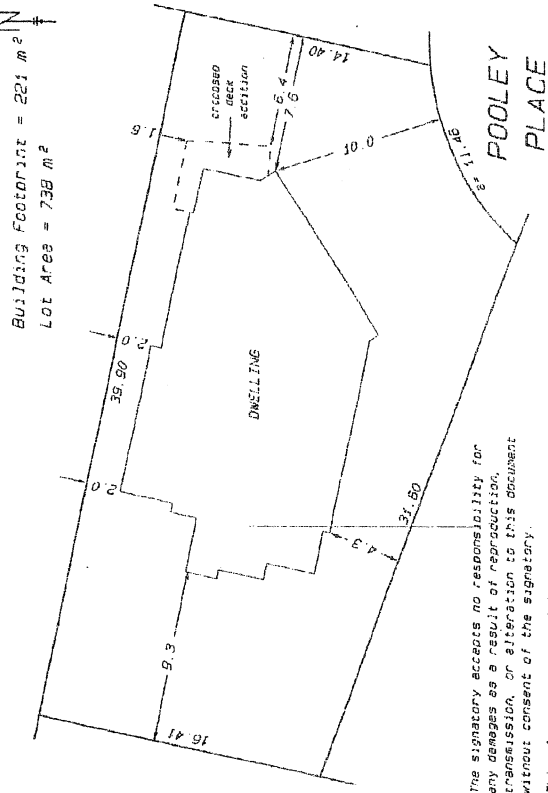 N
Building Footprint = 221 m²
Lot Area = 738 m²
1.6
enclosed
deck
addition
6.4
7.6
14.40
2.0
39.90
10.0
a= 11.46
POOLEY
PLACE
DWELLING
2.0
9.3
4.3
31.60
16.41
The signatory accepts no responsibility for
any damages as a result of reproduction,
transmission, or alteration to this document
without consent of the signatory.